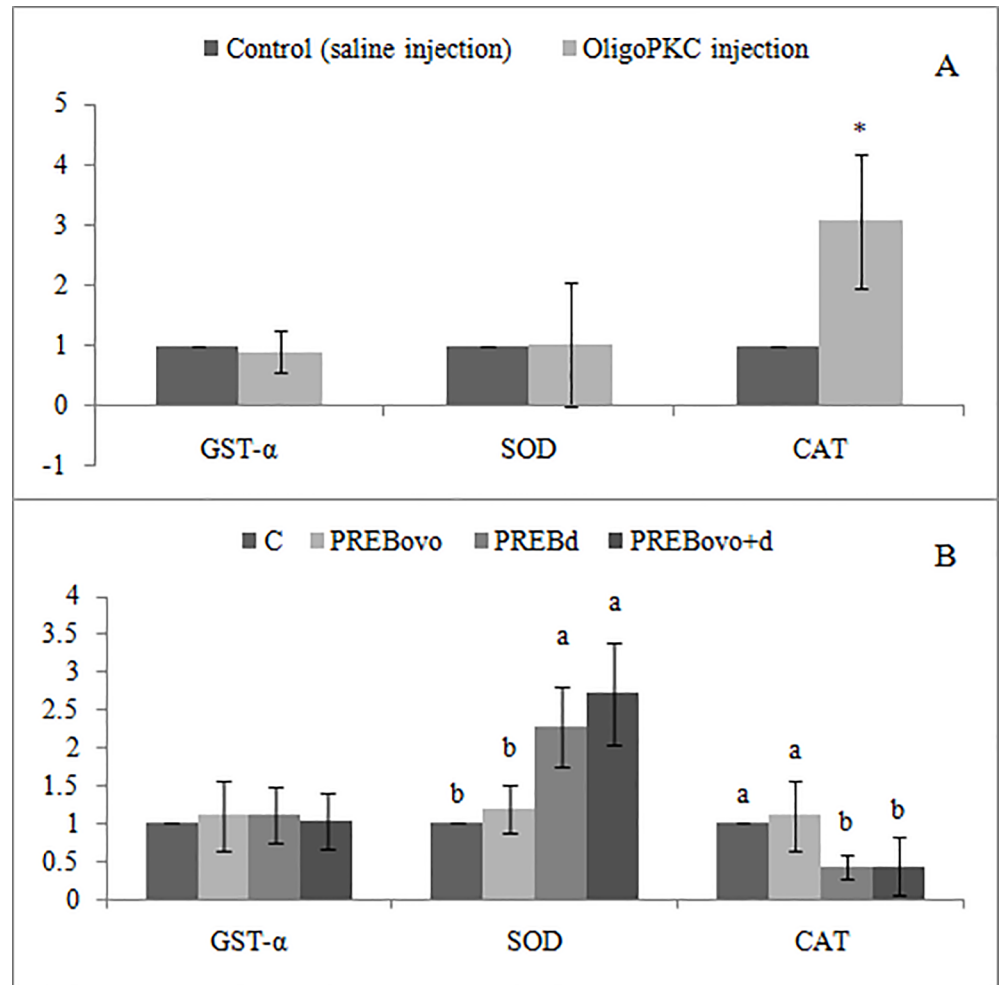 Control (saline injection) OligoPKC injection
A
5
4
3
2
1
0
-1
*
GST-α SOD CAT
C PREBovo PREBd PREBovo+d
B
4
3.5
3
2.5
2
1.5
1
0.5
0
b b a a
a a b b
GST-α SOD CAT